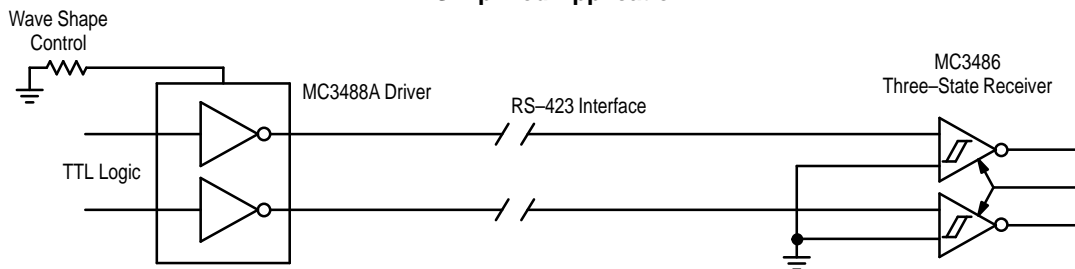 Wave Shape
Control
MC3488A Driver
RS–423 Interface
MC3486
Three–State Receiver
TTL Logic